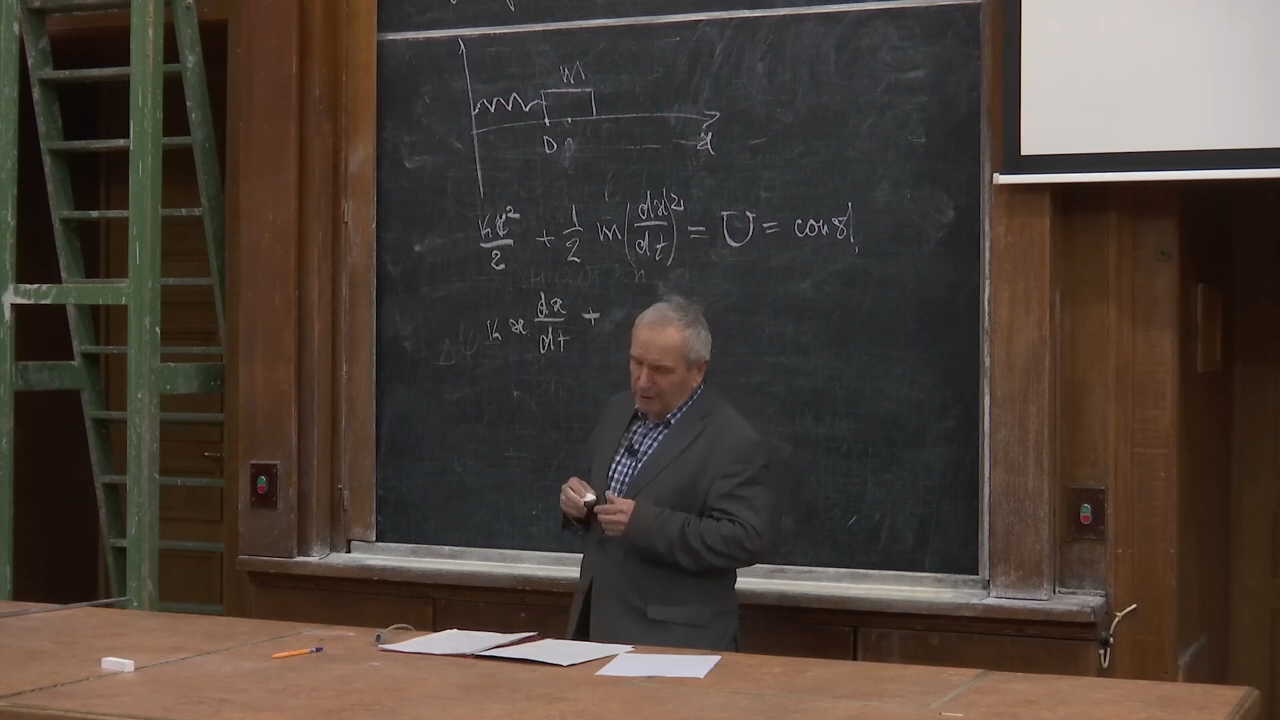 m
0 x
kx²/2 + 1/2 m(dx/dt)² = U = const,
kx dx/dt +